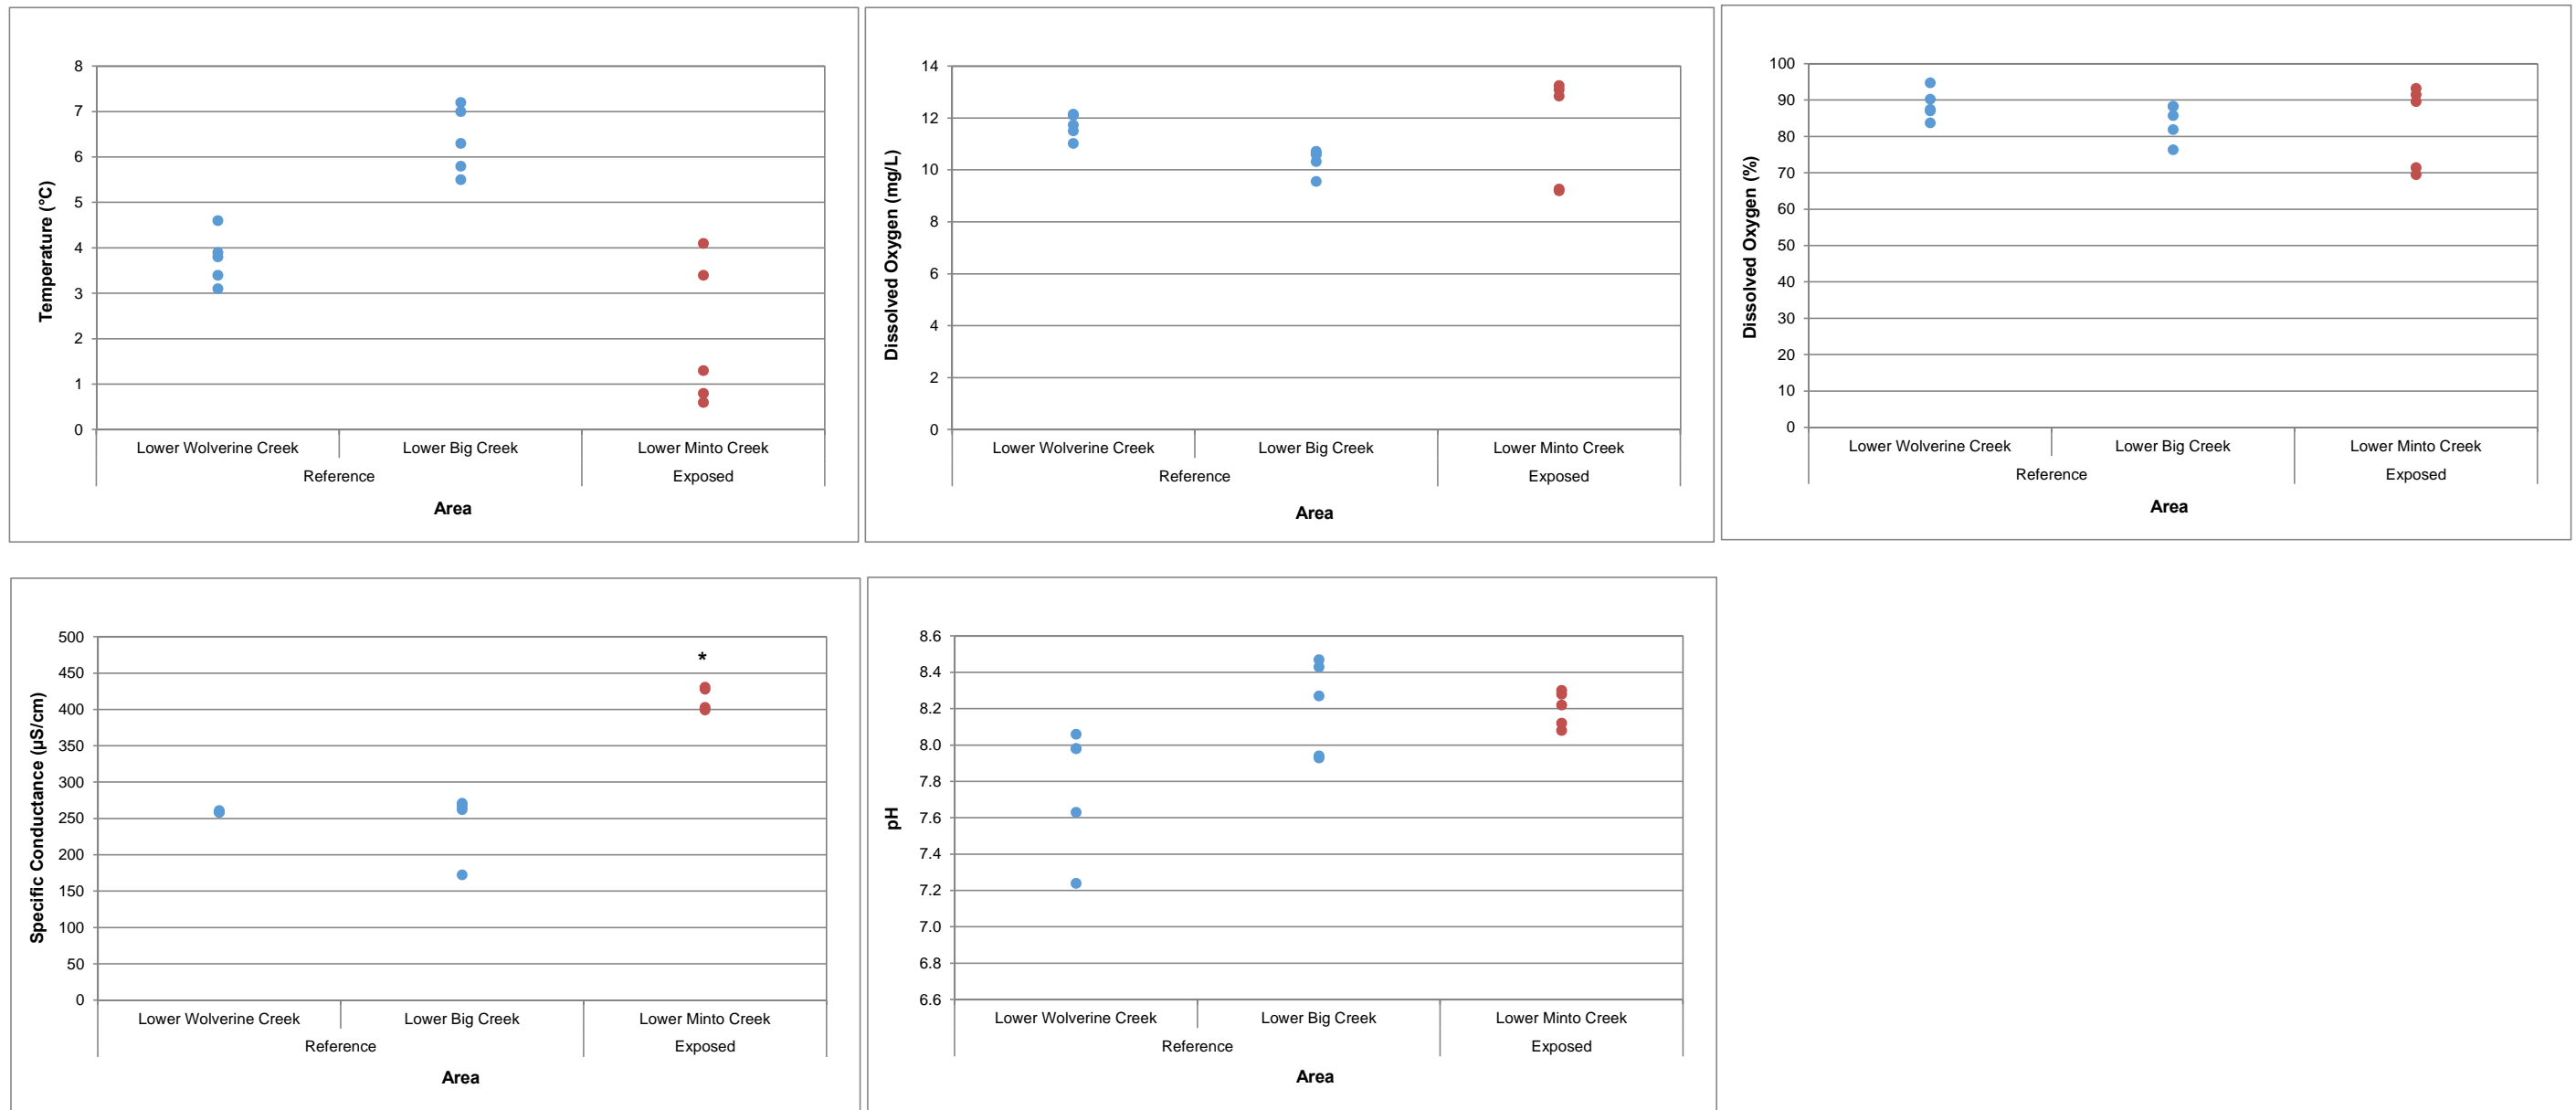 8
7
6
5
4
3
2
1
0
Temperature (°C)
Lower Wolverine Creek Lower Big Creek Lower Minto Creek
Reference Exposed
Area
14
12
10
8
6
4
2
0
Dissolved Oxygen (mg/L)
Lower Wolverine Creek Lower Big Creek Lower Minto Creek
Reference Exposed
Area
100
90
80
70
60
50
40
30
20
10
0
Dissolved Oxygen (%)
Lower Wolverine Creek Lower Big Creek Lower Minto Creek
Reference Exposed
Area
500
450
400
350
300
250
200
150
100
50
0
Specific Conductance (µS/cm)
*
Lower Wolverine Creek Lower Big Creek Lower Minto Creek
Reference Exposed
Area
8.6
8.4
8.2
8.0
7.8
7.6
7.4
7.2
7.0
6.8
6.6
pH
Lower Wolverine Creek Lower Big Creek Lower Minto Creek
Reference Exposed
Area